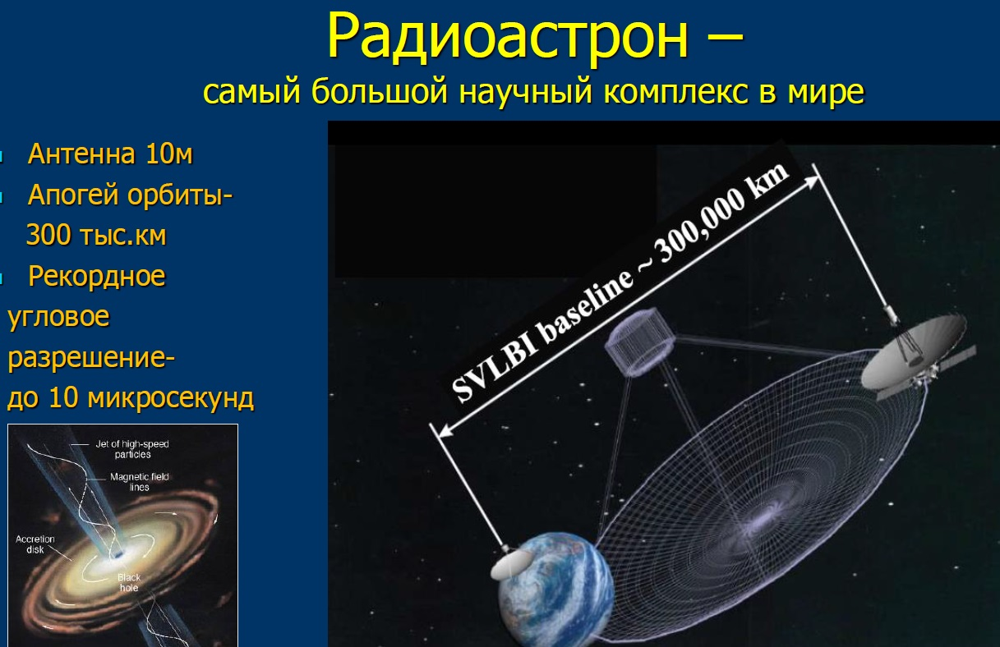 Радиоастрон –
самый большой научный комплекс в мире
Антенна 10м
Апогей орбиты-
300 тыс.км
Рекордное
угловое
разрешение-
до 10 микросекунд
SVLBI baseline ~ 300,000 km
Jet of high-speed
particles
Magnetic field
lines
Accretion
disk
Black
hole